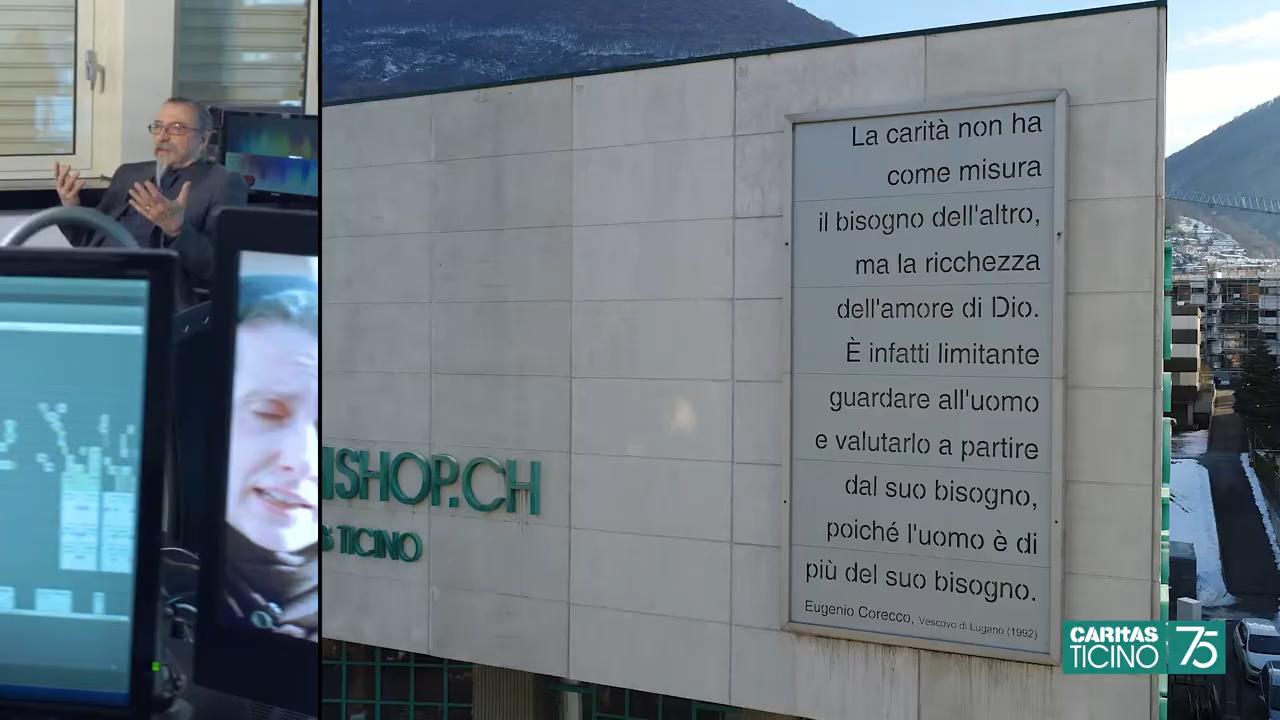 La carità non ha
come misura
il bisogno dell'altro,
ma la ricchezza
dell'amore di Dio.
È infatti limitante
guardare all'uomo
e valutarlo a partire
dal suo bisogno,
poiché l'uomo è di
più del suo bisogno.
Eugenio Corecco, Vescovo di Lugano (1992)
ISHOP.CH
TICINO
CARITAS
TICINO 75